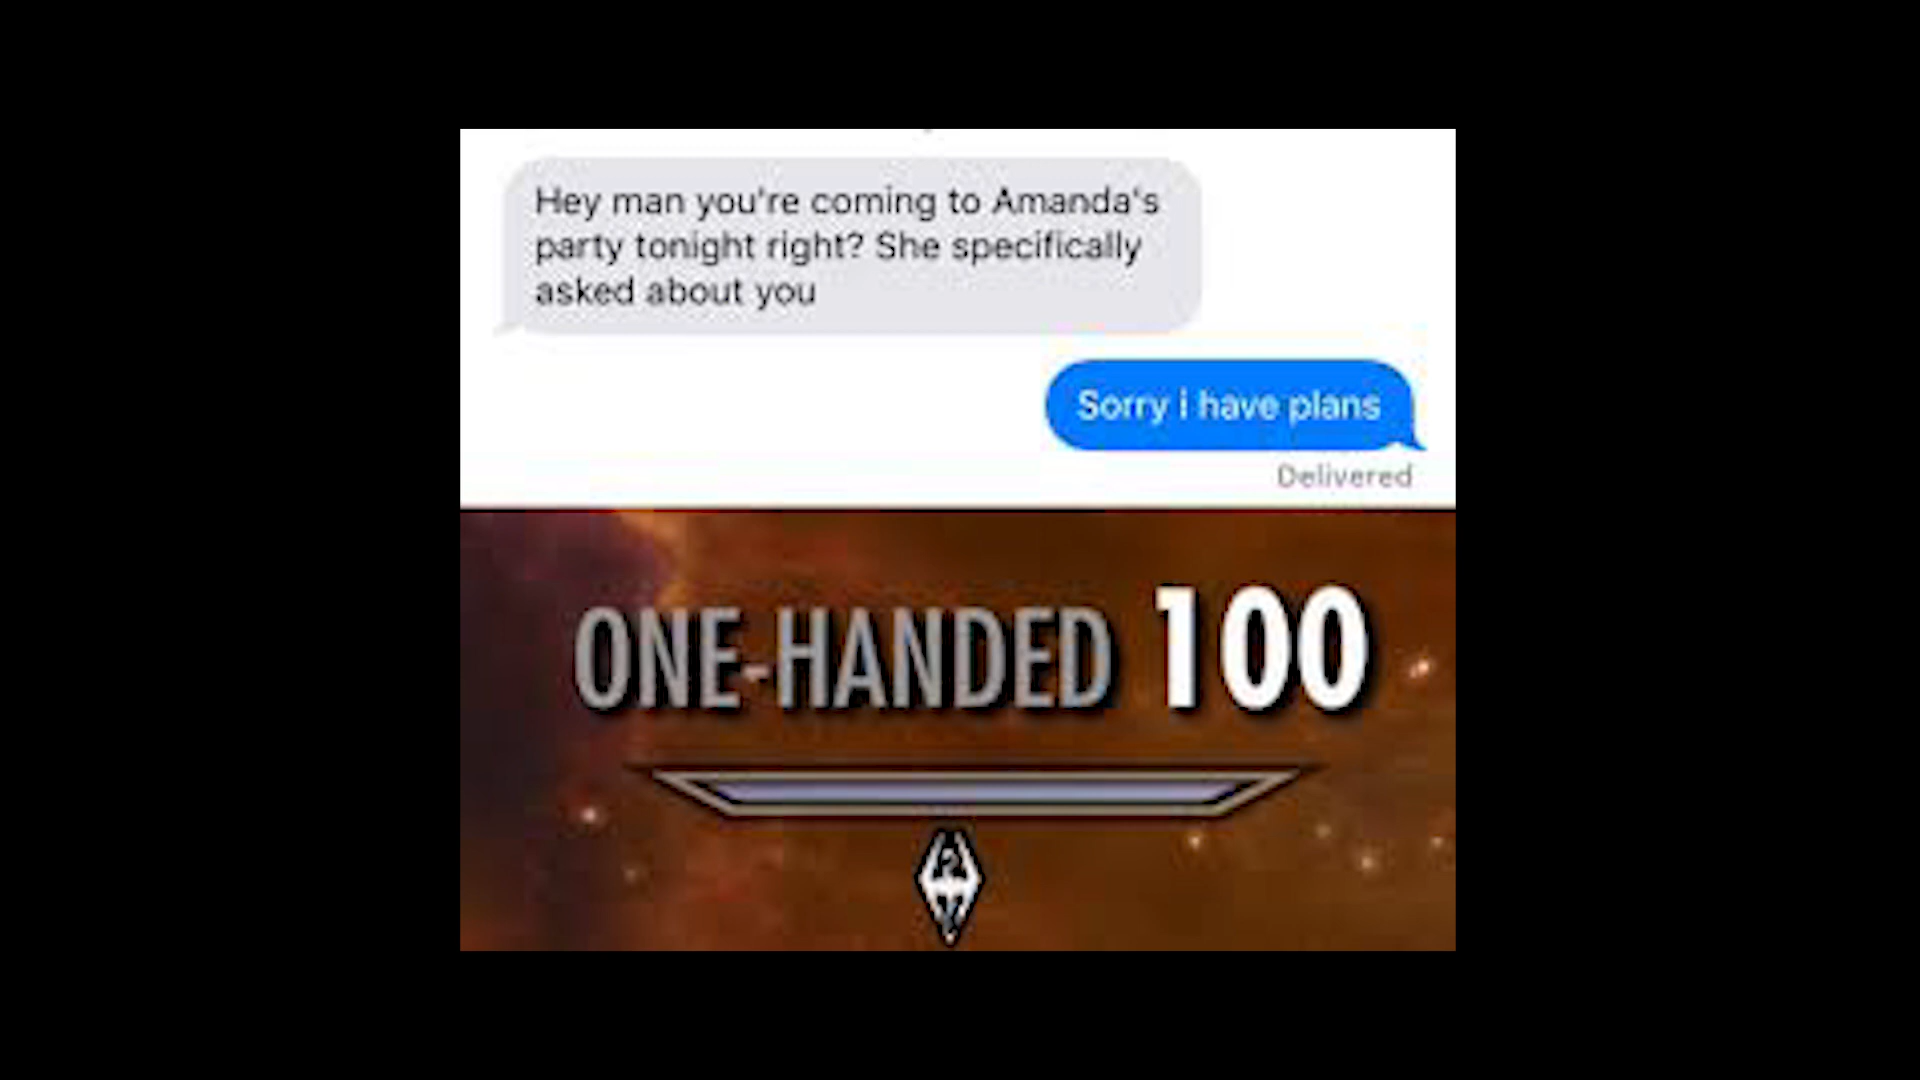 Hey man you're coming to Amanda's
party tonight right? She specifically
asked about you
Sorry i have plans
Delivered
ONE-HANDED 100